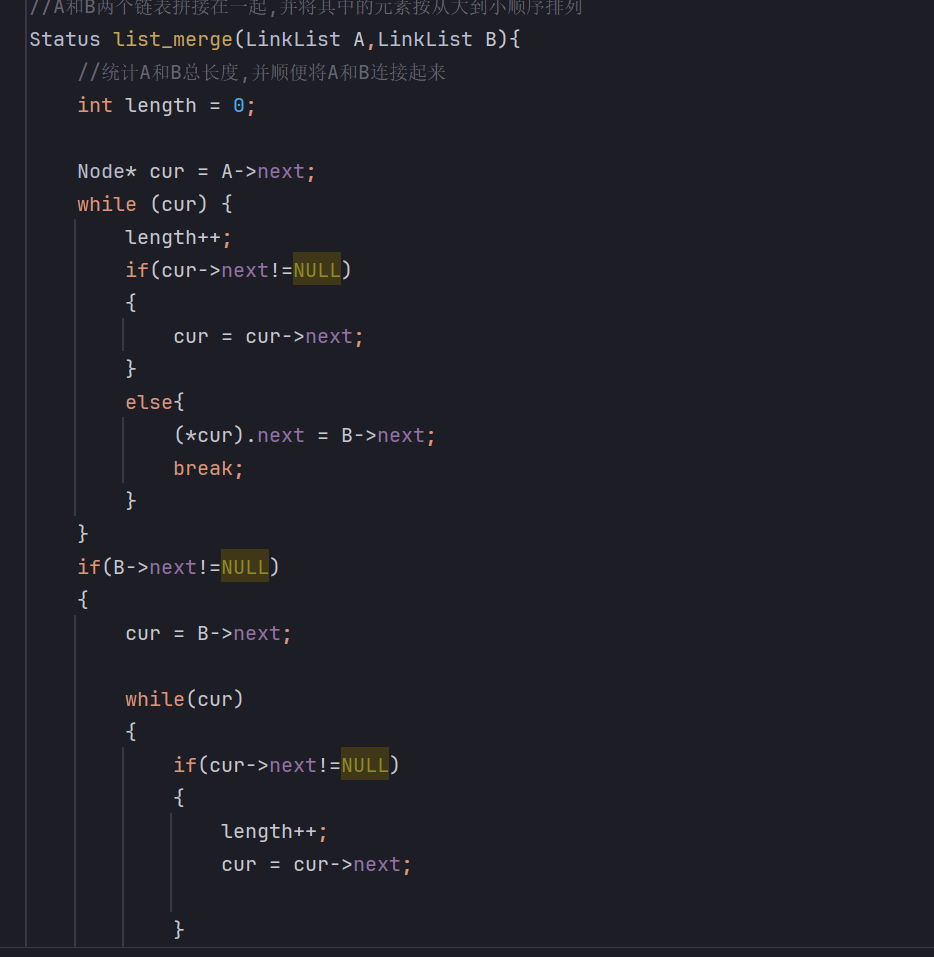 //A和B两个链表拼接在一起,并将其中的元素按从大到小顺序排列
Status list_merge(LinkList A,LinkList B){
//统计A和B总长度,并顺便将A和B连接起来
int length = 0;
Node* cur = A->next;
while (cur) {
length++;
if(cur->next!=NULL)
{
cur = cur->next;
}
else{
(*cur).next = B->next;
break;
}
}
if(B->next!=NULL)
{
cur = B->next;
while(cur)
{
if(cur->next!=NULL)
{
length++;
cur = cur->next;
}